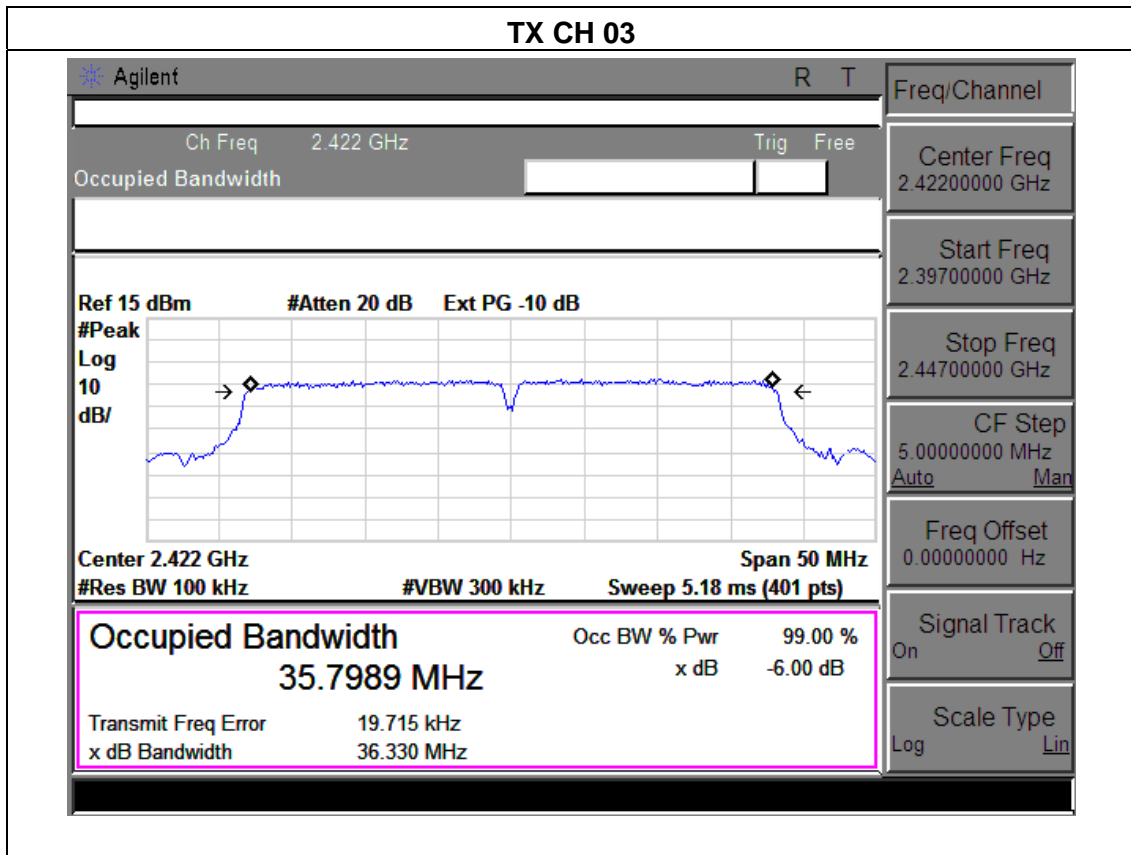 TX CH 03
Agilent R T
Ch Freq 2.422 GHz Trig Free
Occupied Bandwidth
Ref 15 dBm #Atten 20 dB Ext PG -10 dB
#Peak
Log
10
dB/
Center 2.422 GHz Span 50 MHz
#Res BW 100 kHz #VBW 300 kHz Sweep 5.18 ms (401 pts)
Occupied Bandwidth Occ BW % Pwr 99.00 %
35.7989 MHz x dB -6.00 dB
Transmit Freq Error 19.715 kHz
x dB Bandwidth 36.330 MHz
Freq/Channel
Center Freq
2.42200000 GHz
Start Freq
2.39700000 GHz
Stop Freq
2.44700000 GHz
CF Step
5.00000000 MHz
Auto Man
Freq Offset
0.00000000 Hz
Signal Track
On Off
Scale Type
Log Lin